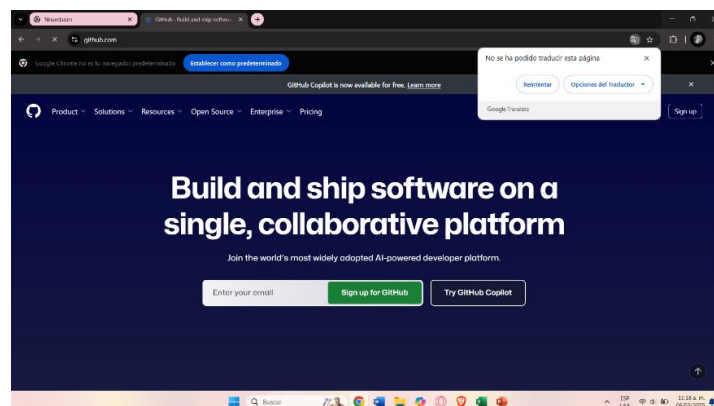 Novedades
GitHub · Build and ship softwar
github.com
Google Chrome no es tu navegador predeterminado
Establecer como predeterminado
No se ha podido traducir esta página
Reintentar
Opciones del Traductor
Google Translate
GitHub Copilot is now available for free. Learn more
Product
Solutions
Resources
Open Source
Enterprise
Pricing
Sign up
Build and ship software on a
single, collaborative platform
Join the world's most widely adopted AI-powered developer platform.
Enter your email
Sign up for GitHub
Try GitHub Copilot
Buscar
ESP
11:18 a. m.